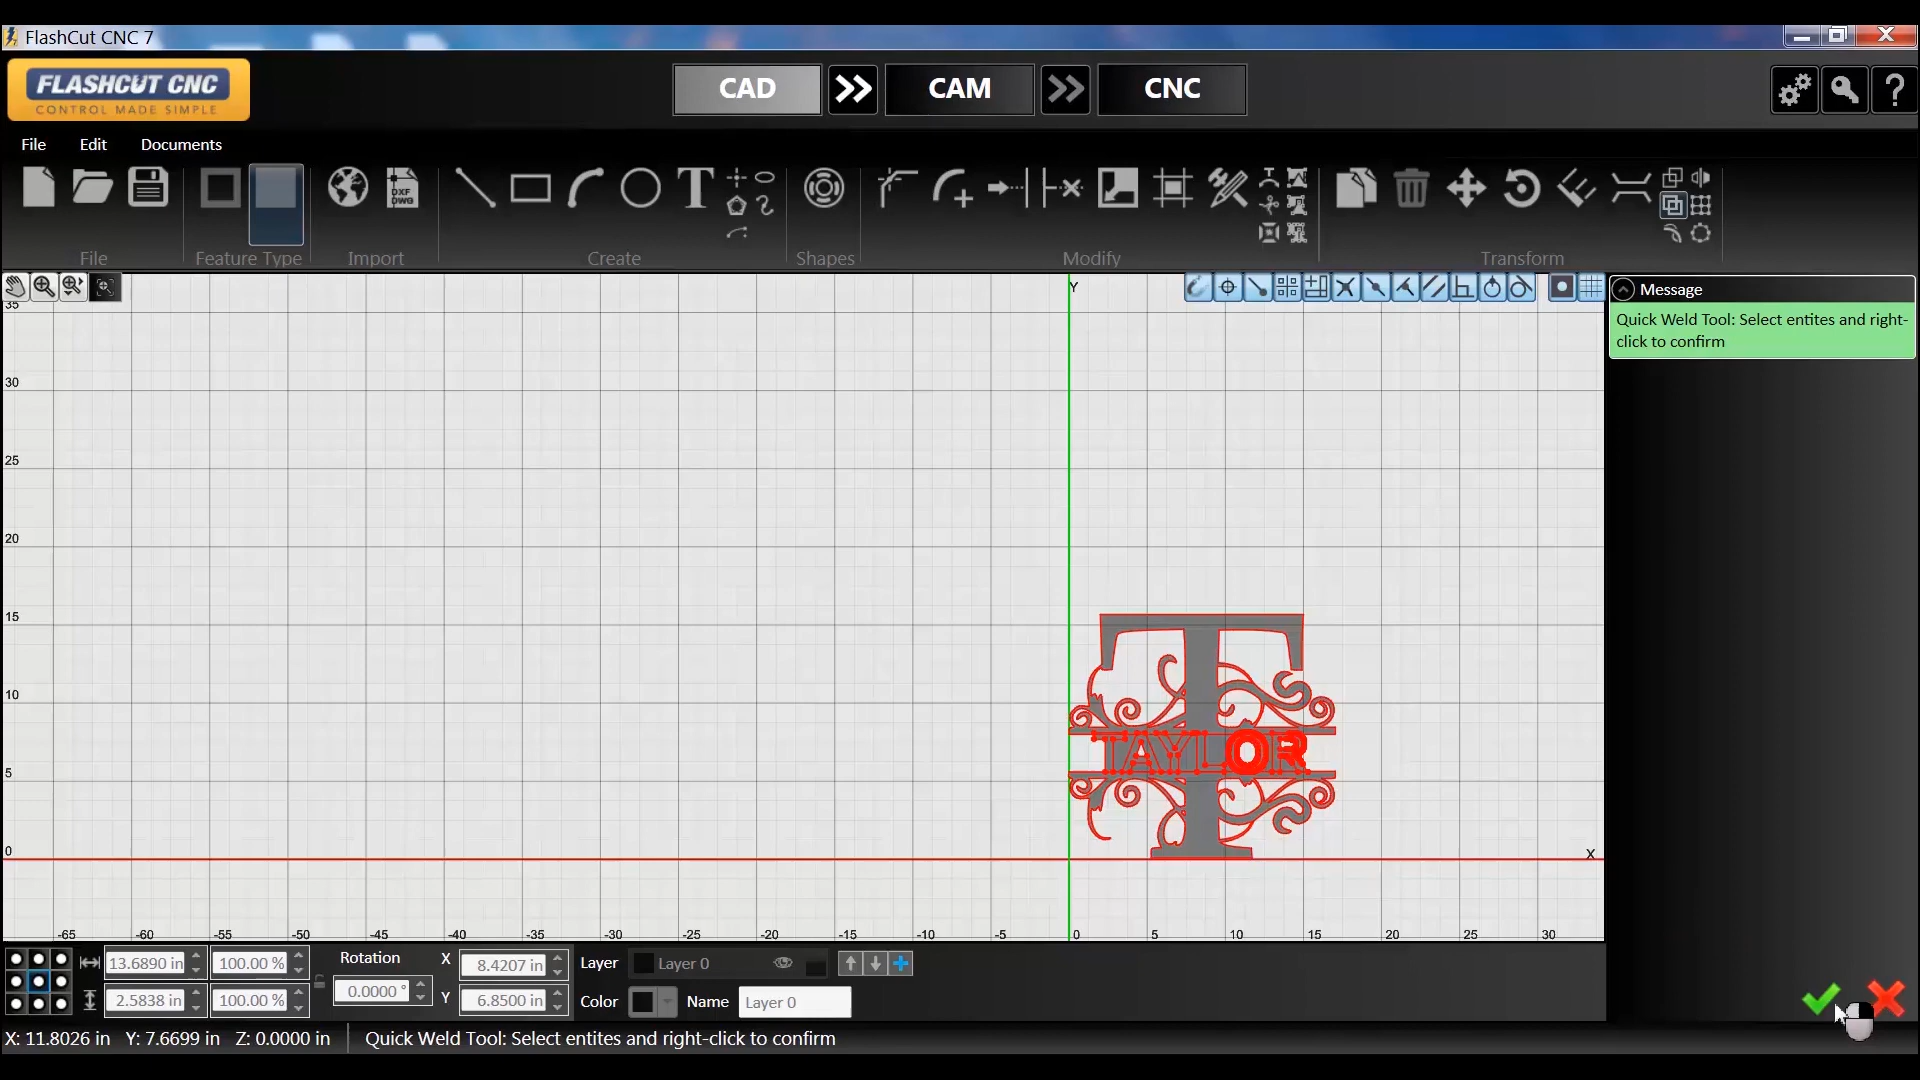 FlashCut CNC 7
FLASHCUT CNC
CONTROL MADE SIMPLE
CAD
CAM
CNC
File Edit Documents
T
DXF
DWG
File Feature Type Import Create Shapes Modify Transform
Message
Quick Weld Tool: Select entites and right-
click to confirm
Y
35
30
25
20
15
10
5
0
X
TAYLOR
-65 -60 -55 -50 -45 -40 -35 -30 -25 -20 -15 -10 -5 0 5 10 15 20 25 30
13.6890 in 100.00 % Rotation X 8.4207 in Layer Layer 0
2.5838 in 100.00 % 0.0000 ° Y 6.8500 in Color Name Layer 0
X: 11.8026 in Y: 7.6699 in Z: 0.0000 in Quick Weld Tool: Select entites and right-click to confirm